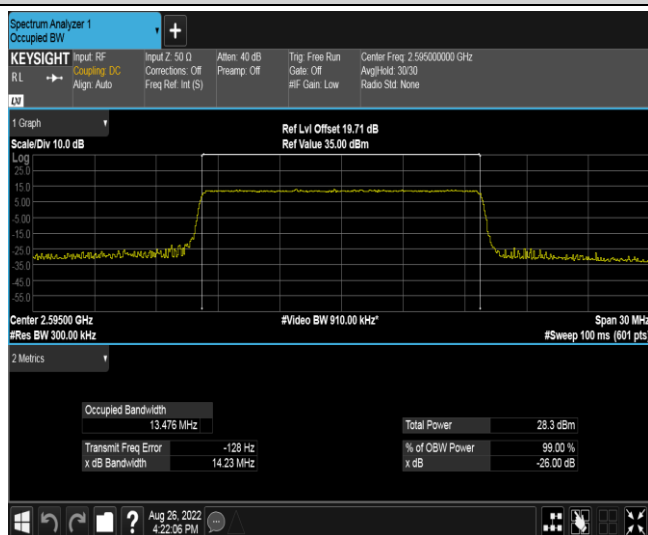 Spectrum Analyzer 1
Occupied BW
+
KEYSIGHT
R L
LXI
Input: RF
Coupling: DC
Align: Auto
Input Z: 50 Ω
Corrections: Off
Freq Ref: Int (S)
Atten: 40 dB
Preamp: Off
Trig: Free Run
Gate: Off
#IF Gain: Low
Center Freq: 2.595000000 GHz
Avg|Hold: 30/30
Radio Std: None
1 Graph
Scale/Div 10.0 dB
Ref Lvl Offset 19.71 dB
Ref Value 35.00 dBm
Log
25.0
15.0
5.00
-5.00
-15.0
-25.0
-35.0
-45.0
-55.0
Center 2.59500 GHz
#Res BW 300.00 kHz
#Video BW 910.00 kHz*
Span 30 MHz
#Sweep 100 ms (601 pts)
2 Metrics
Occupied Bandwidth
13.476 MHz
Transmit Freq Error -128 Hz
x dB Bandwidth 14.23 MHz
Total Power 28.3 dBm
% of OBW Power 99.00 %
x dB -26.00 dB
?
Aug 26, 2022
4:22:06 PM